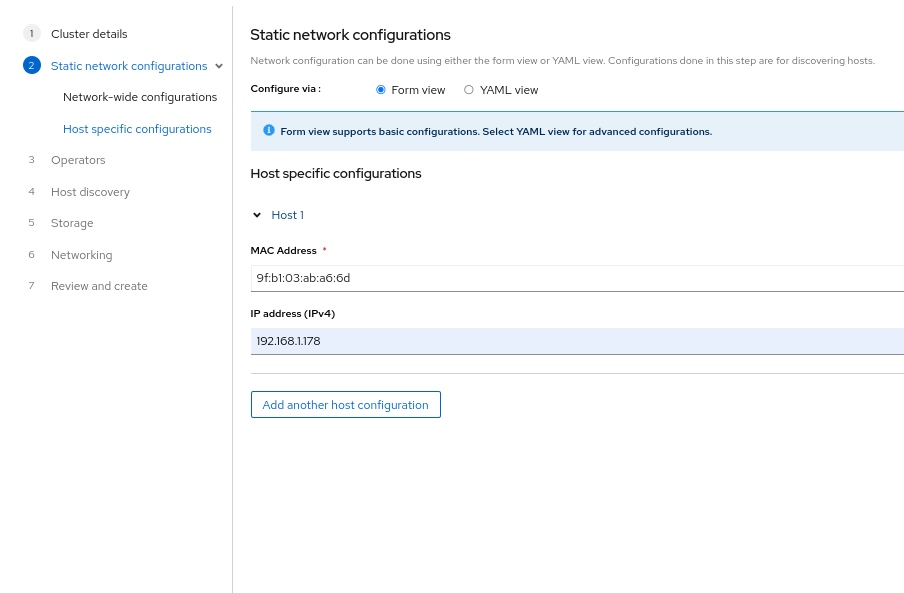 1 Cluster details
2 Static network configurations
Network-wide configurations
Host specific configurations
3 Operators
4 Host discovery
5 Storage
6 Networking
7 Review and create
Static network configurations
Network configuration can be done using either the form view or YAML view. Configurations done in this step are for discovering hosts.
Configure via : Form view YAML view
Form view supports basic configurations. Select YAML view for advanced configurations.
Host specific configurations
Host 1
MAC Address *
9f:b1:03:ab:a6:6d
IP address (IPv4)
192.168.1.178
Add another host configuration